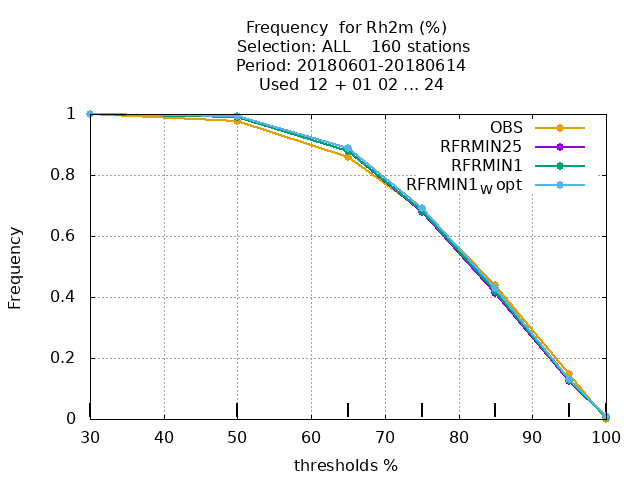 Frequency  for Rh2m (%)
Selection: ALL    160 stations
Period: 20180601-20180614
Used  12 + 01 02 ... 24
OBS
RFRMIN25
RFRMIN1
RFRMIN1_W opt
1
0.8
0.6
0.4
0.2
0
Frequency
30 40 50 60 70 80 90 100
thresholds %